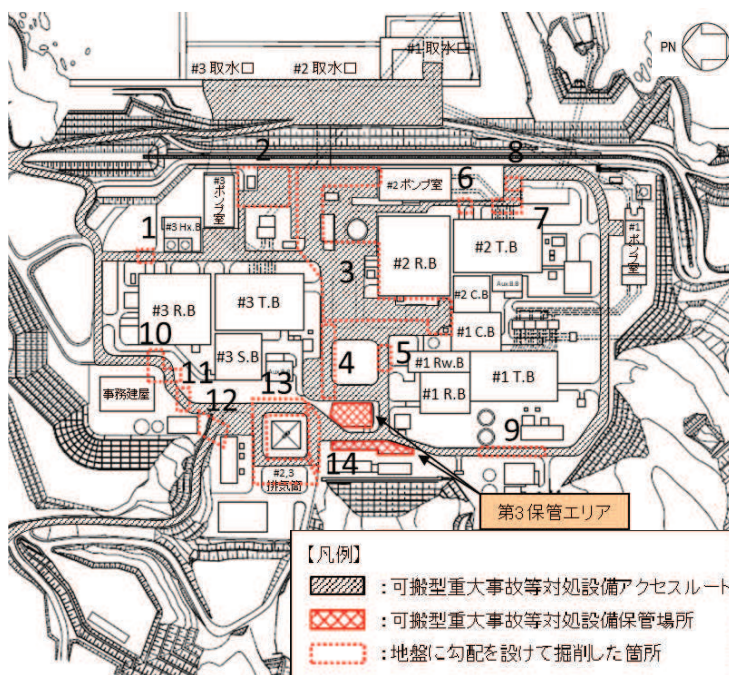 #1 取水口
PN
#3 取水口
#2 取水口
8
2
#3ポンプ室
#2 ポンプ室
6
1
#3 Hx.B
7
#1ポンプ室
#2 T.B
#2 R.B
3
#3 R.B
#3 T.B
#2 C.B
Aux.B.B
#1 C.B
10
#3 S.B
4
5
#1 Rw.B
#1 T.B
11
13
#1 R.B
事務建屋
12
9
14
#2,3
排気筒
第3保管エリア
【凡例】
：可搬型重大事故等対処設備アクセスルート
：可搬型重大事故等対処設備保管場所
：地盤に勾配を設けて掘削した箇所